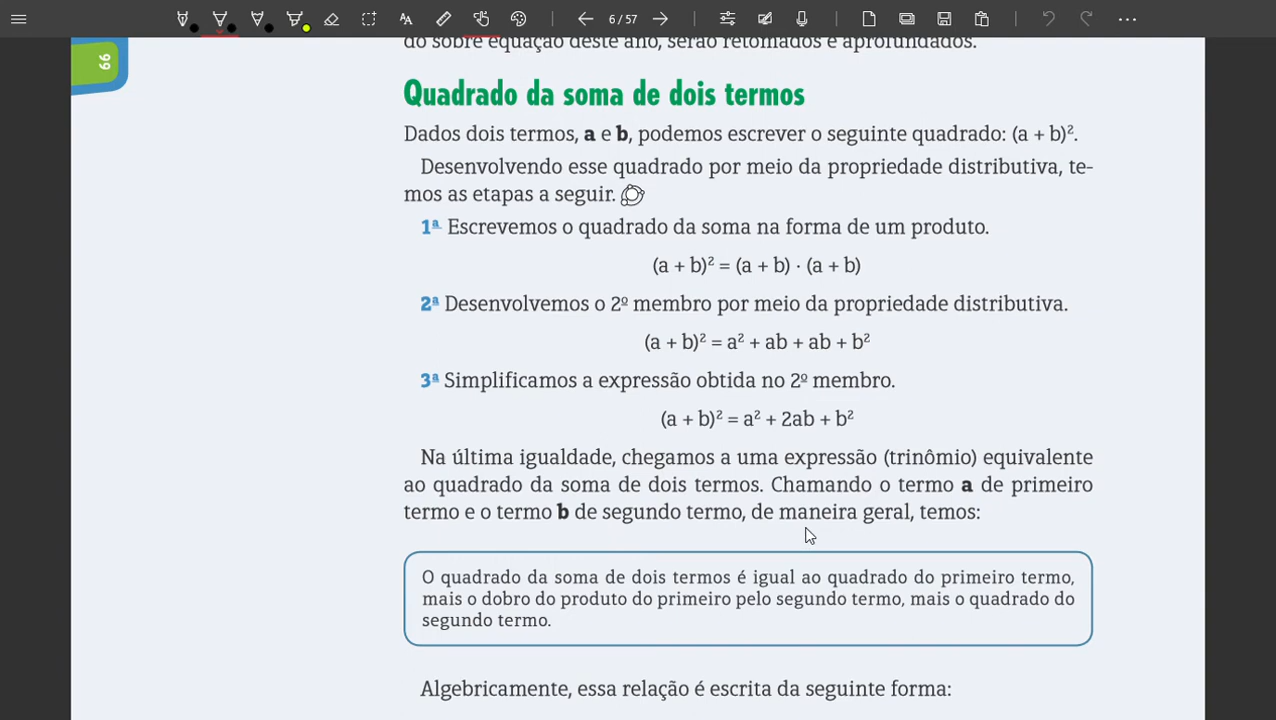 6 / 57
do sobre equação deste ano, serão retomados e aprofundados.
66
Quadrado da soma de dois termos
Dados dois termos, a e b, podemos escrever o seguinte quadrado: (a + b)².
Desenvolvendo esse quadrado por meio da propriedade distributiva, te-
mos as etapas a seguir.
1ª Escrevemos o quadrado da soma na forma de um produto.
(a + b)² = (a + b) · (a + b)
2ª Desenvolvemos o 2º membro por meio da propriedade distributiva.
(a + b)² = a² + ab + ab + b²
3ª Simplificamos a expressão obtida no 2º membro.
(a + b)² = a² + 2ab + b²
Na última igualdade, chegamos a uma expressão (trinômio) equivalente
ao quadrado da soma de dois termos. Chamando o termo a de primeiro
termo e o termo b de segundo termo, de maneira geral, temos:
O quadrado da soma de dois termos é igual ao quadrado do primeiro termo,
mais o dobro do produto do primeiro pelo segundo termo, mais o quadrado do
segundo termo.
Algebricamente, essa relação é escrita da seguinte forma: